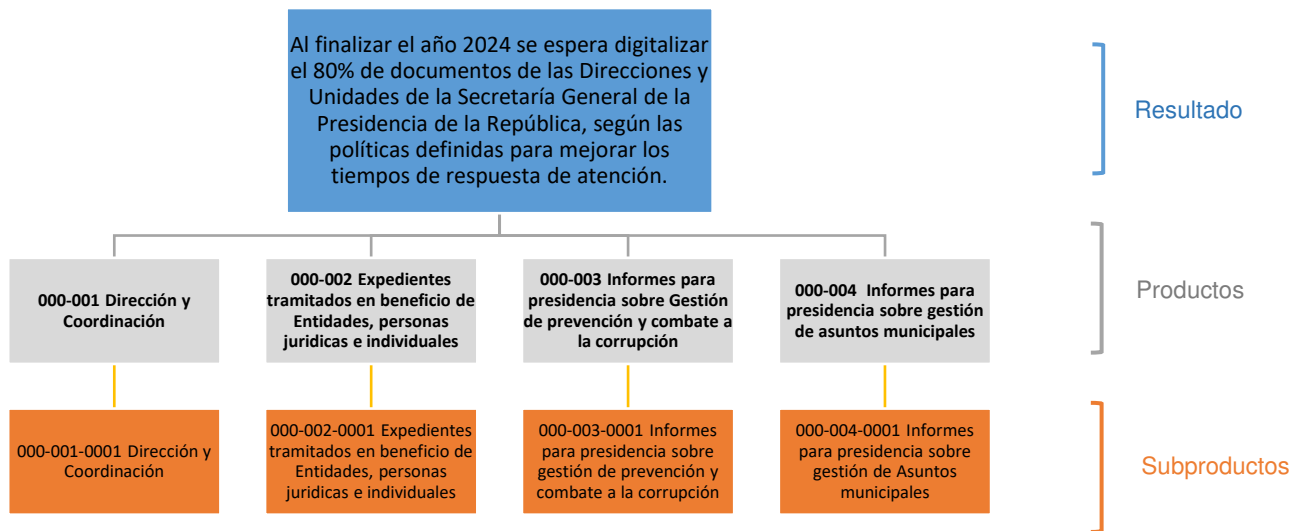 Al finalizar el año 2024 se espera digitalizar
el 80% de documentos de las Direcciones y
Unidades de la Secretaría General de la
Presidencia de la República, según las
políticas definidas para mejorar los
tiempos de respuesta de atención.
Resultado
000-001 Dirección y
Coordinación
000-002 Expedientes
tramitados en beneficio de
Entidades, personas
juridicas e individuales
000-003 Informes para
presidencia sobre Gestión
de prevención y combate a
la corrupción
000-004 Informes para
presidencia sobre gestión
de asuntos municipales
Productos
000-001-0001 Dirección y
Coordinación
000-002-0001 Expedientes
tramitados en beneficio de
Entidades, personas
juridicas e individuales
000-003-0001 Informes
para presidencia sobre
gestión de prevención y
combate a la corrupción
000-004-0001 Informes
para presidencia sobre
gestión de Asuntos
municipales
Subproductos